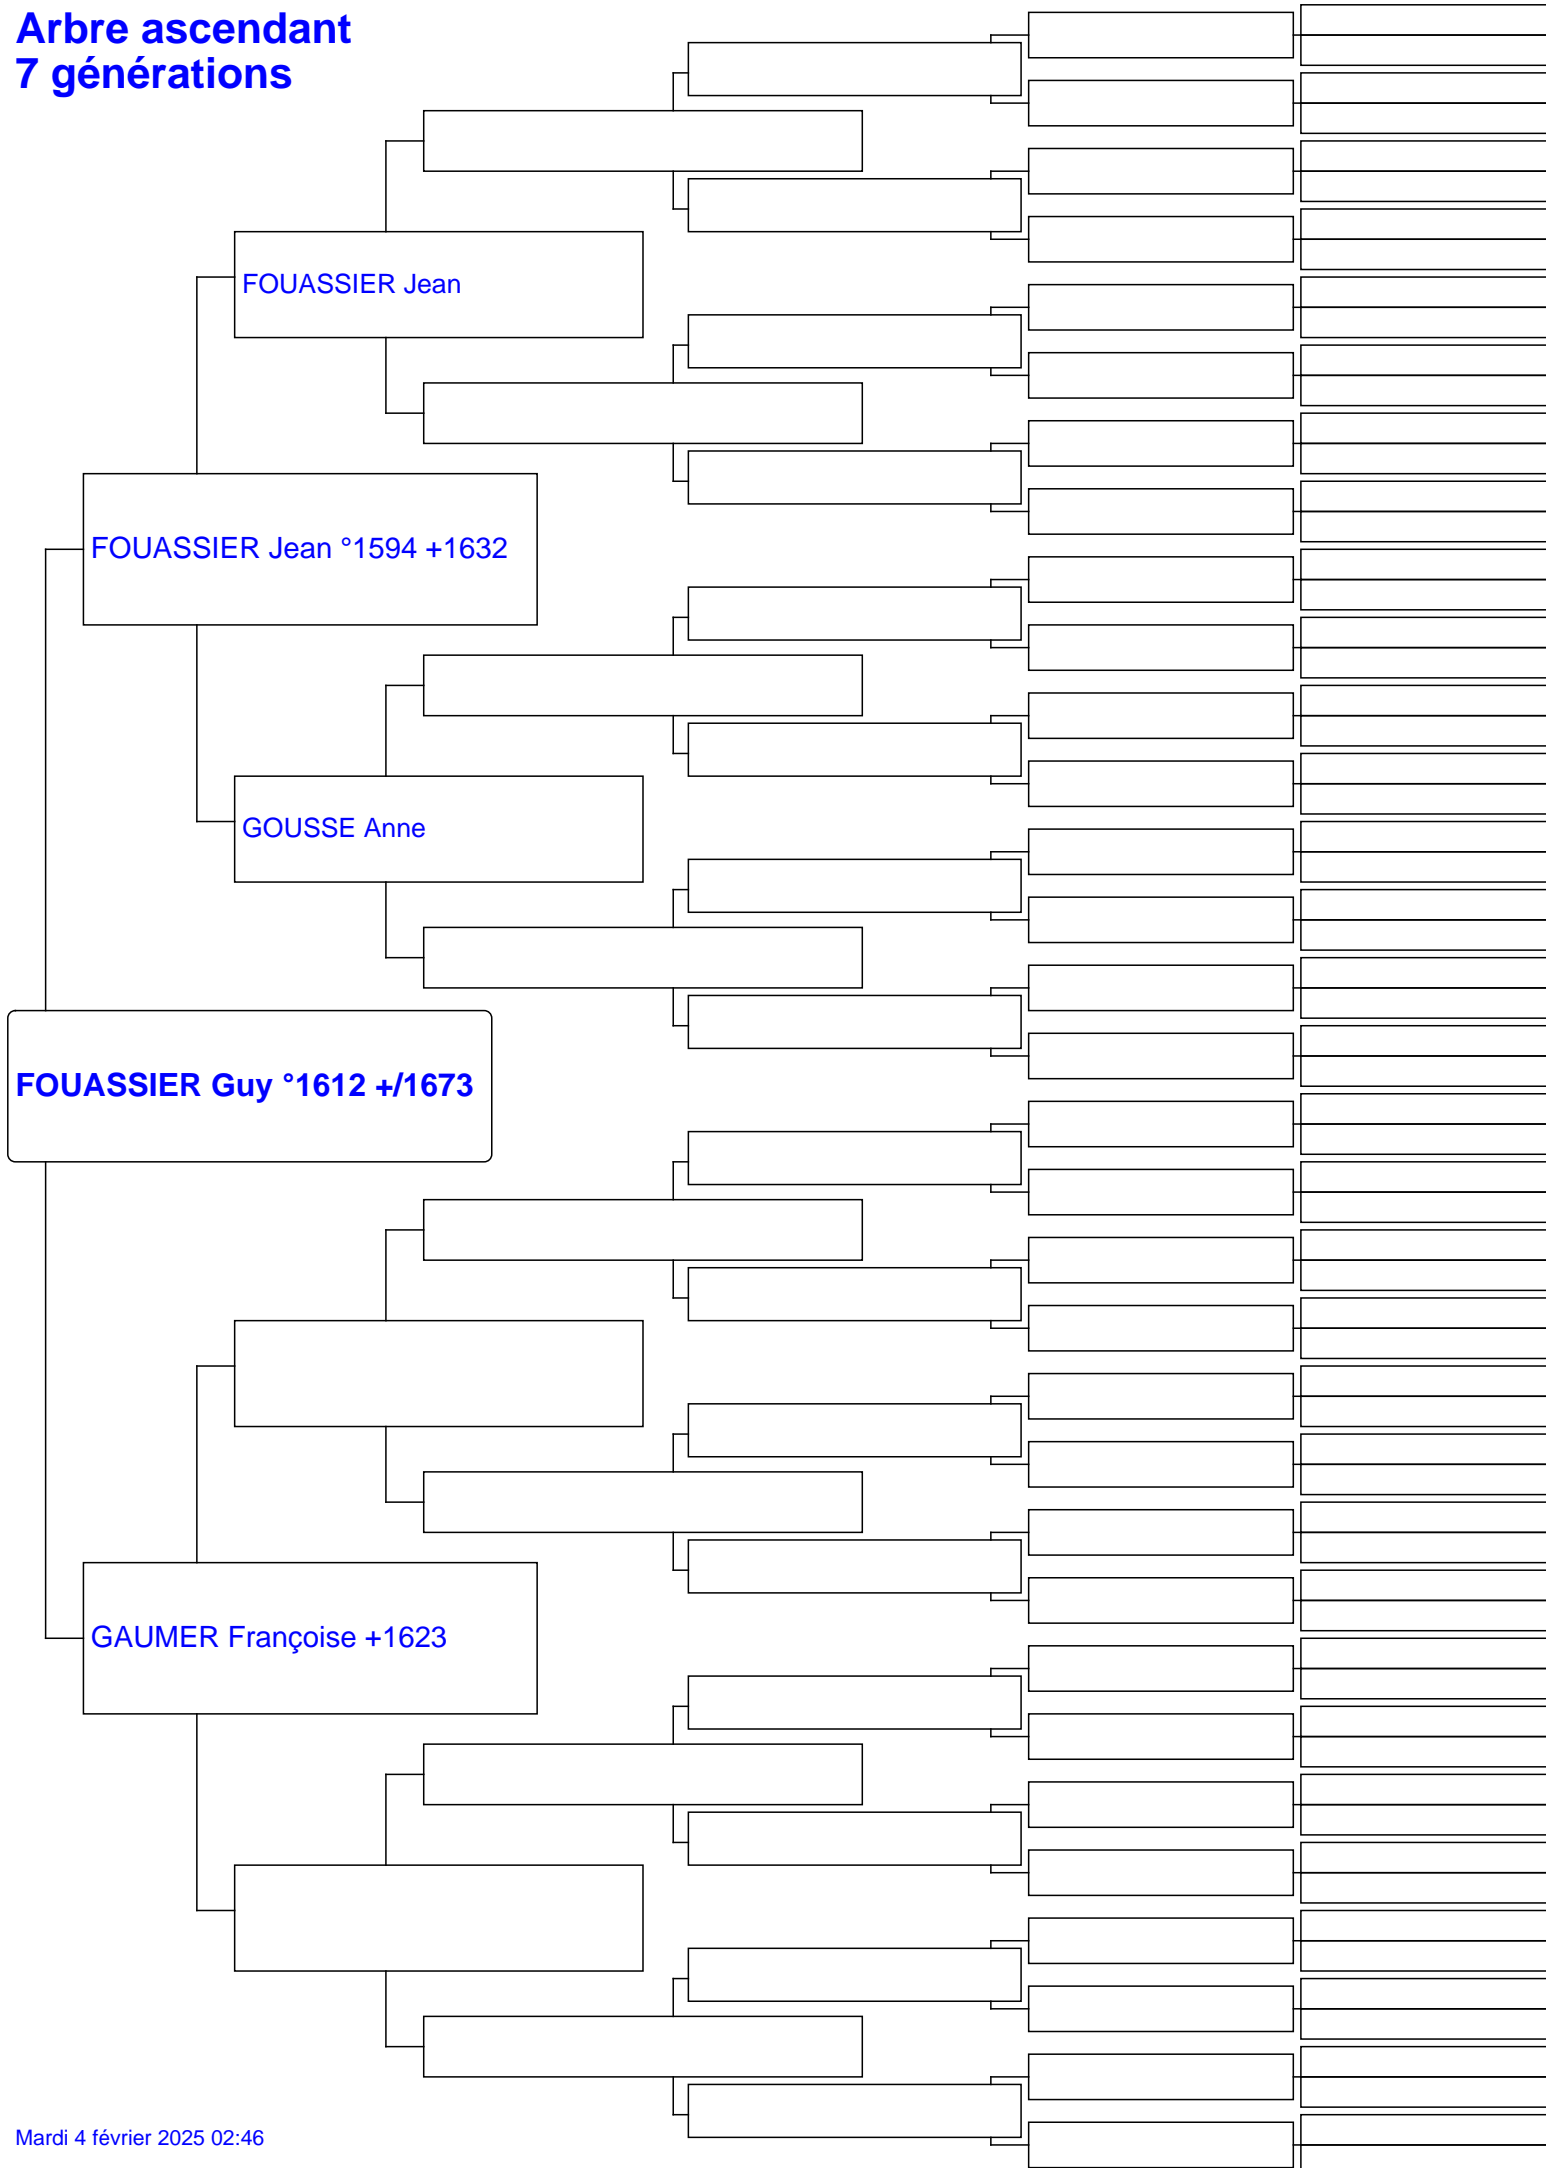 Arbre ascendant
7 générations
FOUASSIER Jean
FOUASSIER Jean °1594 +1632
GOUSSE Anne
FOUASSIER Guy °1612 +/1673
GAUMER Françoise +1623
Mardi 4 février 2025 02:46